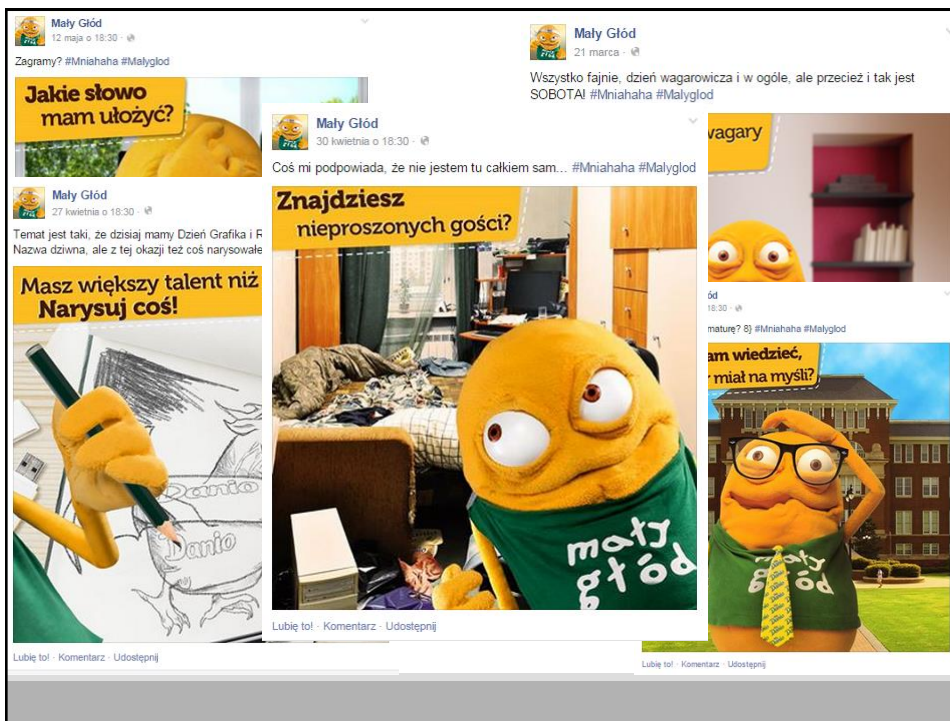 Mały Głód
12 maja o 18:30 ·
Zagramy? #Mniahaha #Malyglod
Jakie słowo
mam ułożyć?
Mały Głód
27 kwietnia o 18:30 ·
Temat jest taki, że dzisiaj mamy Dzień Grafika i
Nazwa dziwna, ale z tej okazji też coś
Masz większy talent niż
Narysuj coś!
Danio
Danio
Lubię to! · Komentarz · Udostępnij
Mały Głód
30 kwietnia o 18:30 ·
Coś mi podpowiada, że nie jestem tu całkiem sam... #Mniahaha #Malyglod
Znajdziesz
nieproszonych gości?
mały
głód
Lubię to! · Komentarz · Udostępnij
Mały Głód
21 marca ·
Wszystko fajnie, dzień wagarowicza i w ogóle, ale przecież i tak jest
SOBOTA! #Mniahaha #Malyglod
wagary
ód
18:30 ·
maturę? 8} #Mniahaha #Malyglod
am wiedzieć,
miał na myśli?
mały
głód
Lubię to! · Komentarz · Udostępnij